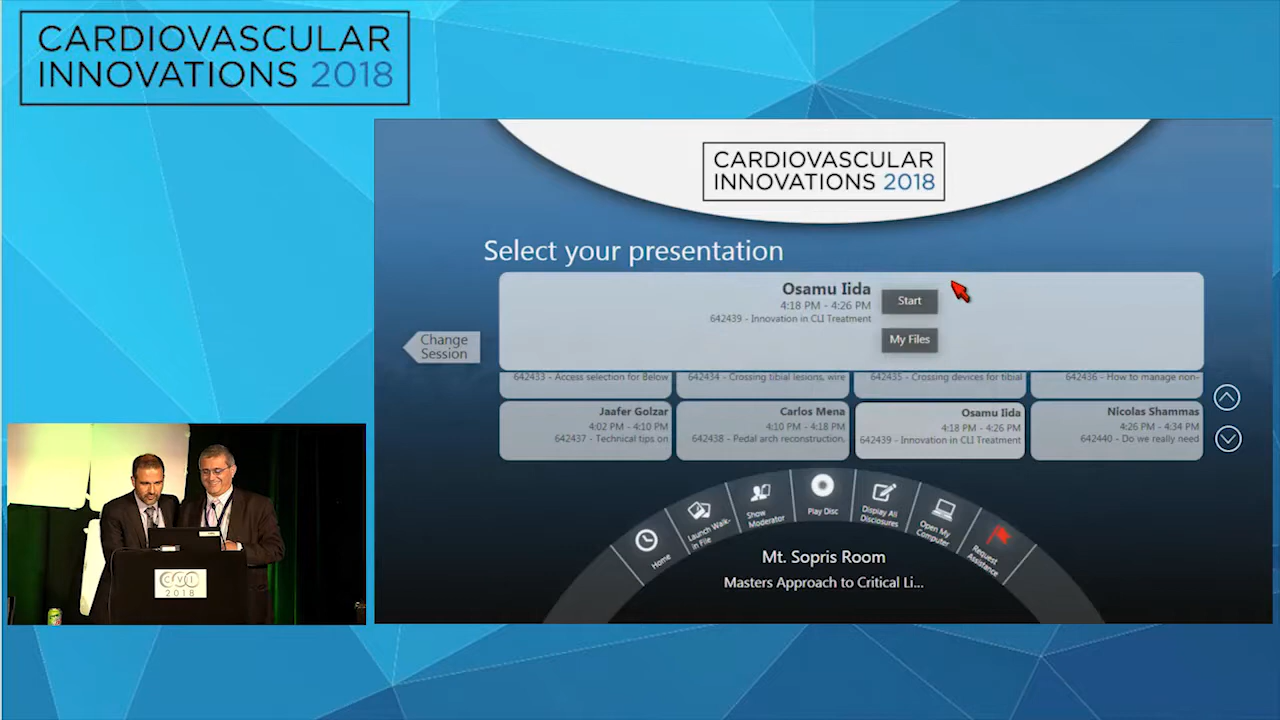 CARDIOVASCULAR
INNOVATIONS 2018
CARDIOVASCULAR
INNOVATIONS 2018
Select your presentation
Osamu Iida
4:18 PM - 4:26 PM
642439 - Innovation in CLI Treatment
Start
My Files
Change
Session
642433 - Access selection for Below
642434 - Crossing tibial lesions, wire
642435 - Crossing devices for tibial
642436 - How to manage non-
Jaafer Golzar
4:02 PM - 4:10 PM
642437 - Technical tips on
Carlos Mena
4:10 PM - 4:18 PM
642438 - Pedal arch reconstruction,
Osamu Iida
4:18 PM - 4:26 PM
642439 - Innovation in CLI Treatment
Nicolas Shammas
4:26 PM - 4:34 PM
642440 - Do we really need
Home
Launch Walk-
in File
Show
Moderator
Play Disc
Display All
Disclosures
Open My
Computer
Request
Assistance
Mt. Sopris Room
Masters Approach to Critical Li...
CVI
2018